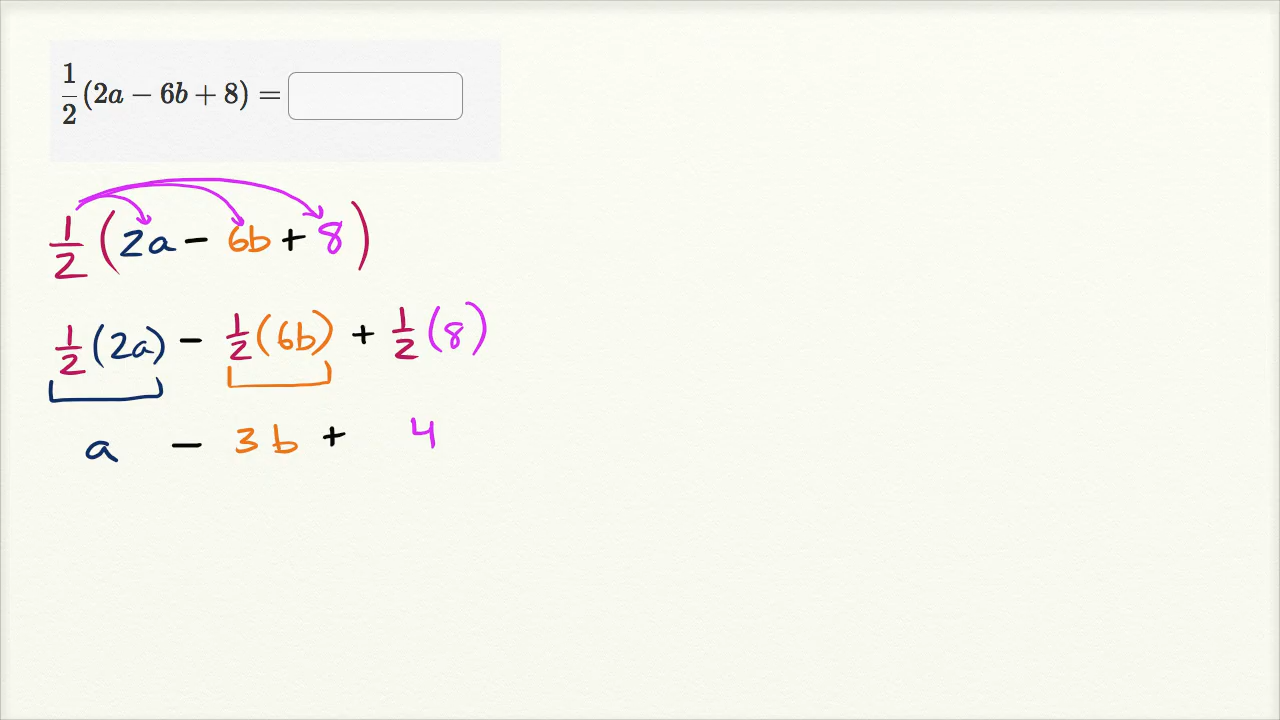 1/2(2a − 6b + 8) =
1/2(2a − 6b + 8)
1/2(2a) − 1/2(6b) + 1/2(8)
a − 3b + 4